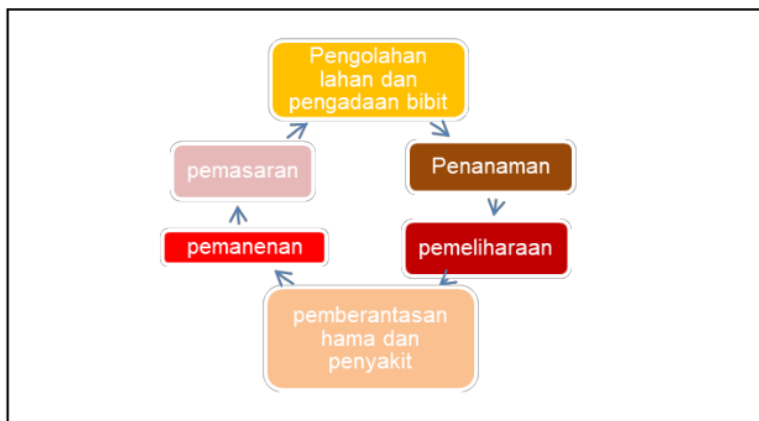 Pengolahan
lahan dan
pengadaan bibit
Penanaman
pemeliharaan
pemberantasan
hama dan
penyakit
pemanenan
pemasaran